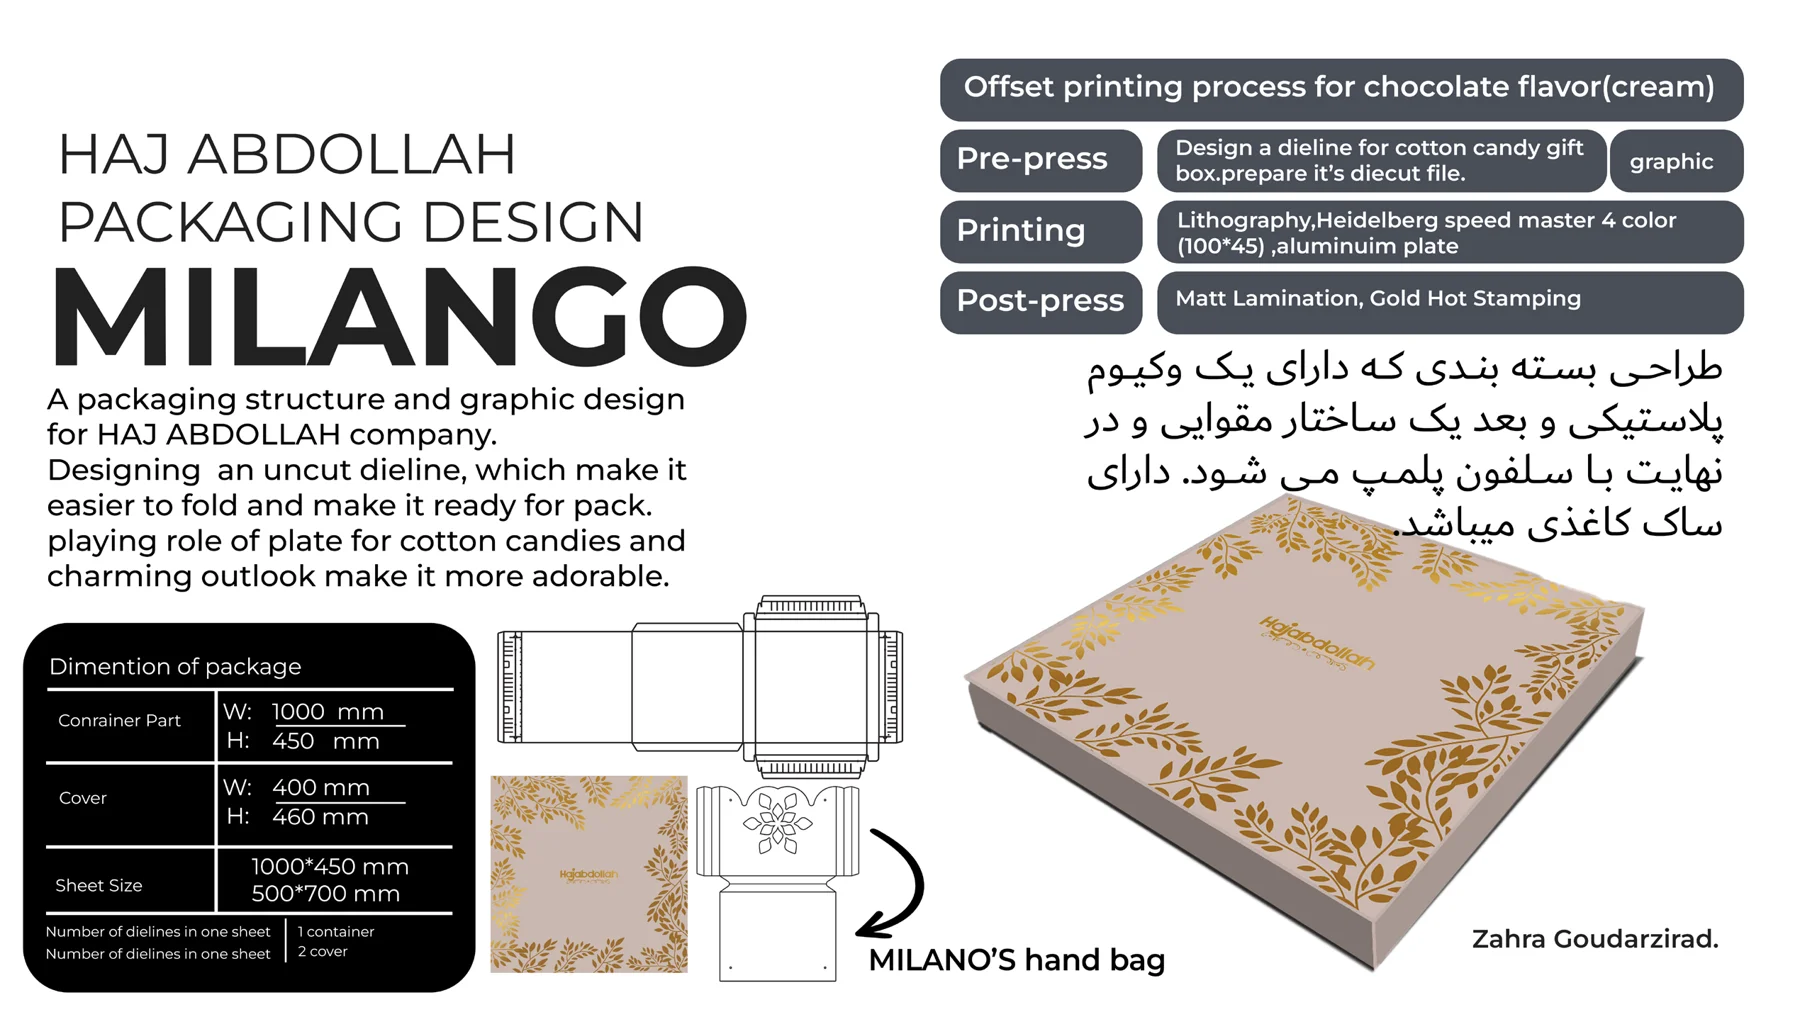 HAJ ABDOLLAH
PACKAGING DESIGN
MILANGO
A packaging structure and graphic design
for HAJ ABDOLLAH company.
Designing  an uncut dieline, which make it
easier to fold and make it ready for pack.
playing role of plate for cotton candies and
charming outlook make it more adorable.
Dimention of package
Conrainer Part
W: 1000 mm
H: 450 mm
Cover
W: 400 mm
H: 460 mm
Sheet Size
1000*450 mm
500*700 mm
Number of dielines in one sheet 1 container
Number of dielines in one sheet 2 cover
Hajabdollah
MILANO'S hand bag
Offset printing process for chocolate flavor(cream)
Pre-press
Design a dieline for cotton candy gift
box.prepare it's diecut file.
graphic
Printing
Lithography,Heidelberg speed master 4 color
(100*45) ,aluminuim plate
Post-press
Matt Lamination, Gold Hot Stamping
طراحی بسته بندی که دارای یک وکیوم
پلاستیکی و بعد یک ساختار مقوایی و در
نهایت با سلفون پلمپ می شود. دارای
ساک کاغذی میباشد.
Hajabdollah
Zahra Goudarzirad.